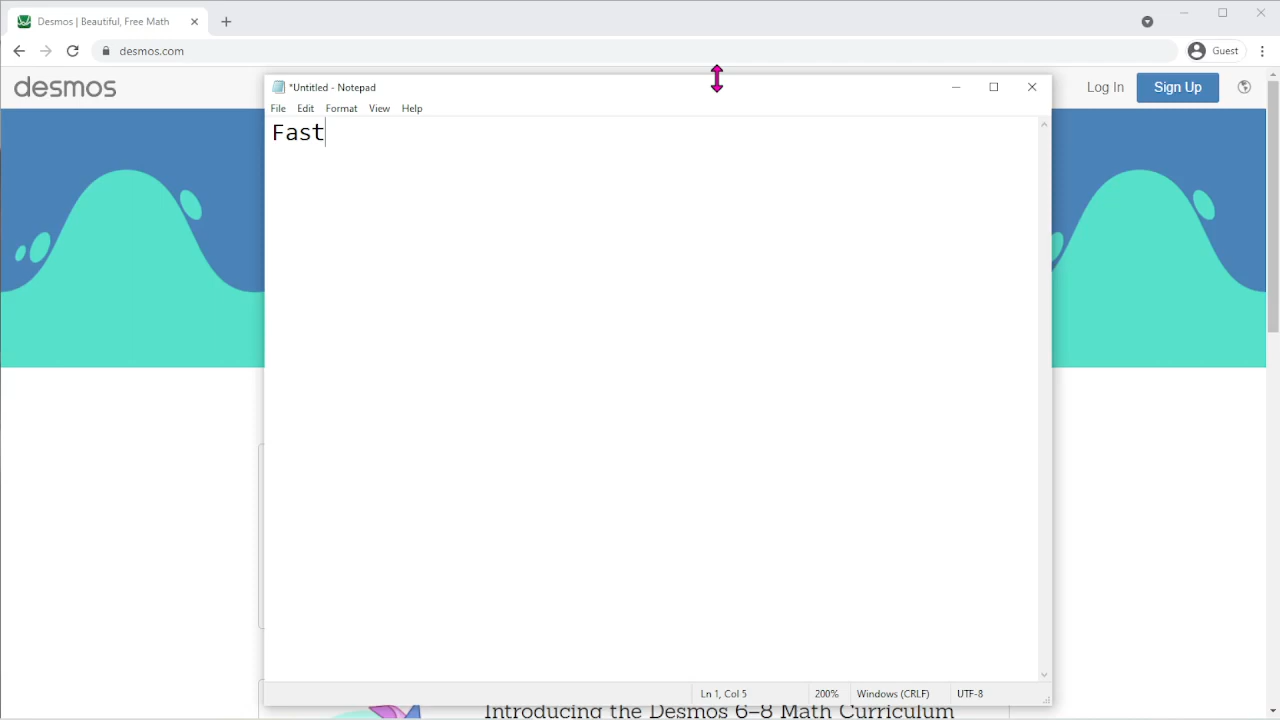 Desmos | Beautiful, Free Math
desmos.com
Guest
desmos
Log In
Sign Up
*Untitled - Notepad
File Edit Format View Help
Fast
Ln 1, Col 5
200%
Windows (CRLF)
UTF-8
Introducing the Desmos 6–8 Math Curriculum